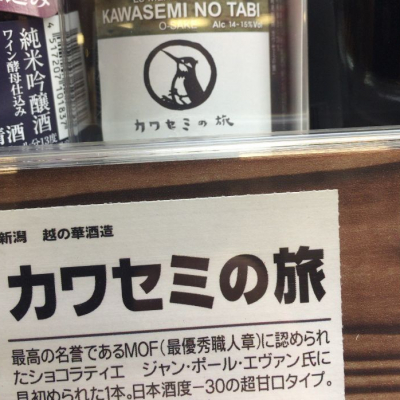 KAWASEMI NO TABI
O-SAKE Alc. 14-15%
カワセミの旅
純米吟醸酒
ワイン酵母仕込み
新潟 越の華酒造
カワセミの旅
最高の名誉であるMOF(最優秀職人章)に認められ
たショコラティエ ジャン・ポール・エヴァン氏に
見初められた1本。日本酒度−30の超甘口タイプ。